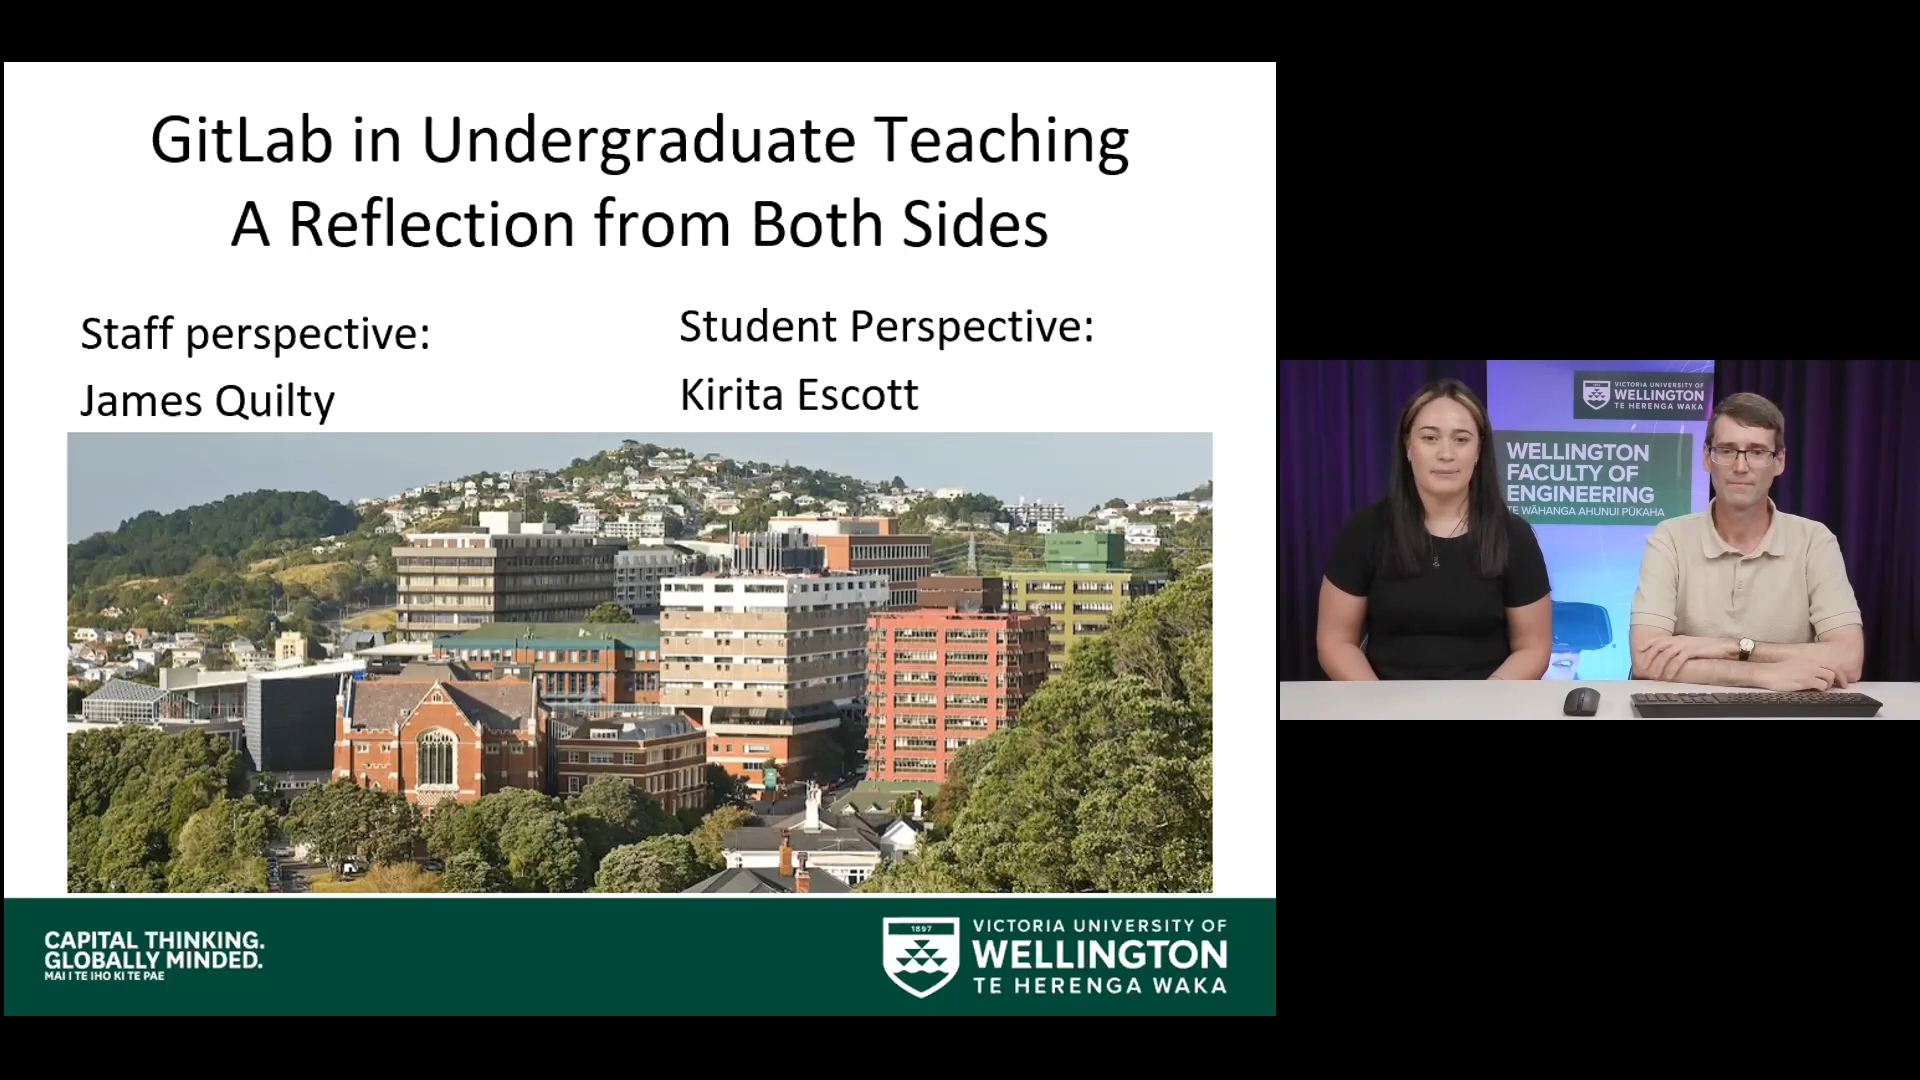 GitLab in Undergraduate Teaching
A Reflection from Both Sides
Staff perspective:
James Quilty
Student Perspective:
Kirita Escott
CAPITAL THINKING.
GLOBALLY MINDED.
MAI I TE IHO KI TE PAE
1897
VICTORIA UNIVERSITY OF
WELLINGTON
TE HERENGA WAKA
VICTORIA UNIVERSITY OF
WELLINGTON
TE HERENGA WAKA
WELLINGTON
FACULTY OF
ENGINEERING
TE WĀHANGA AHUNUI PŪKAHA